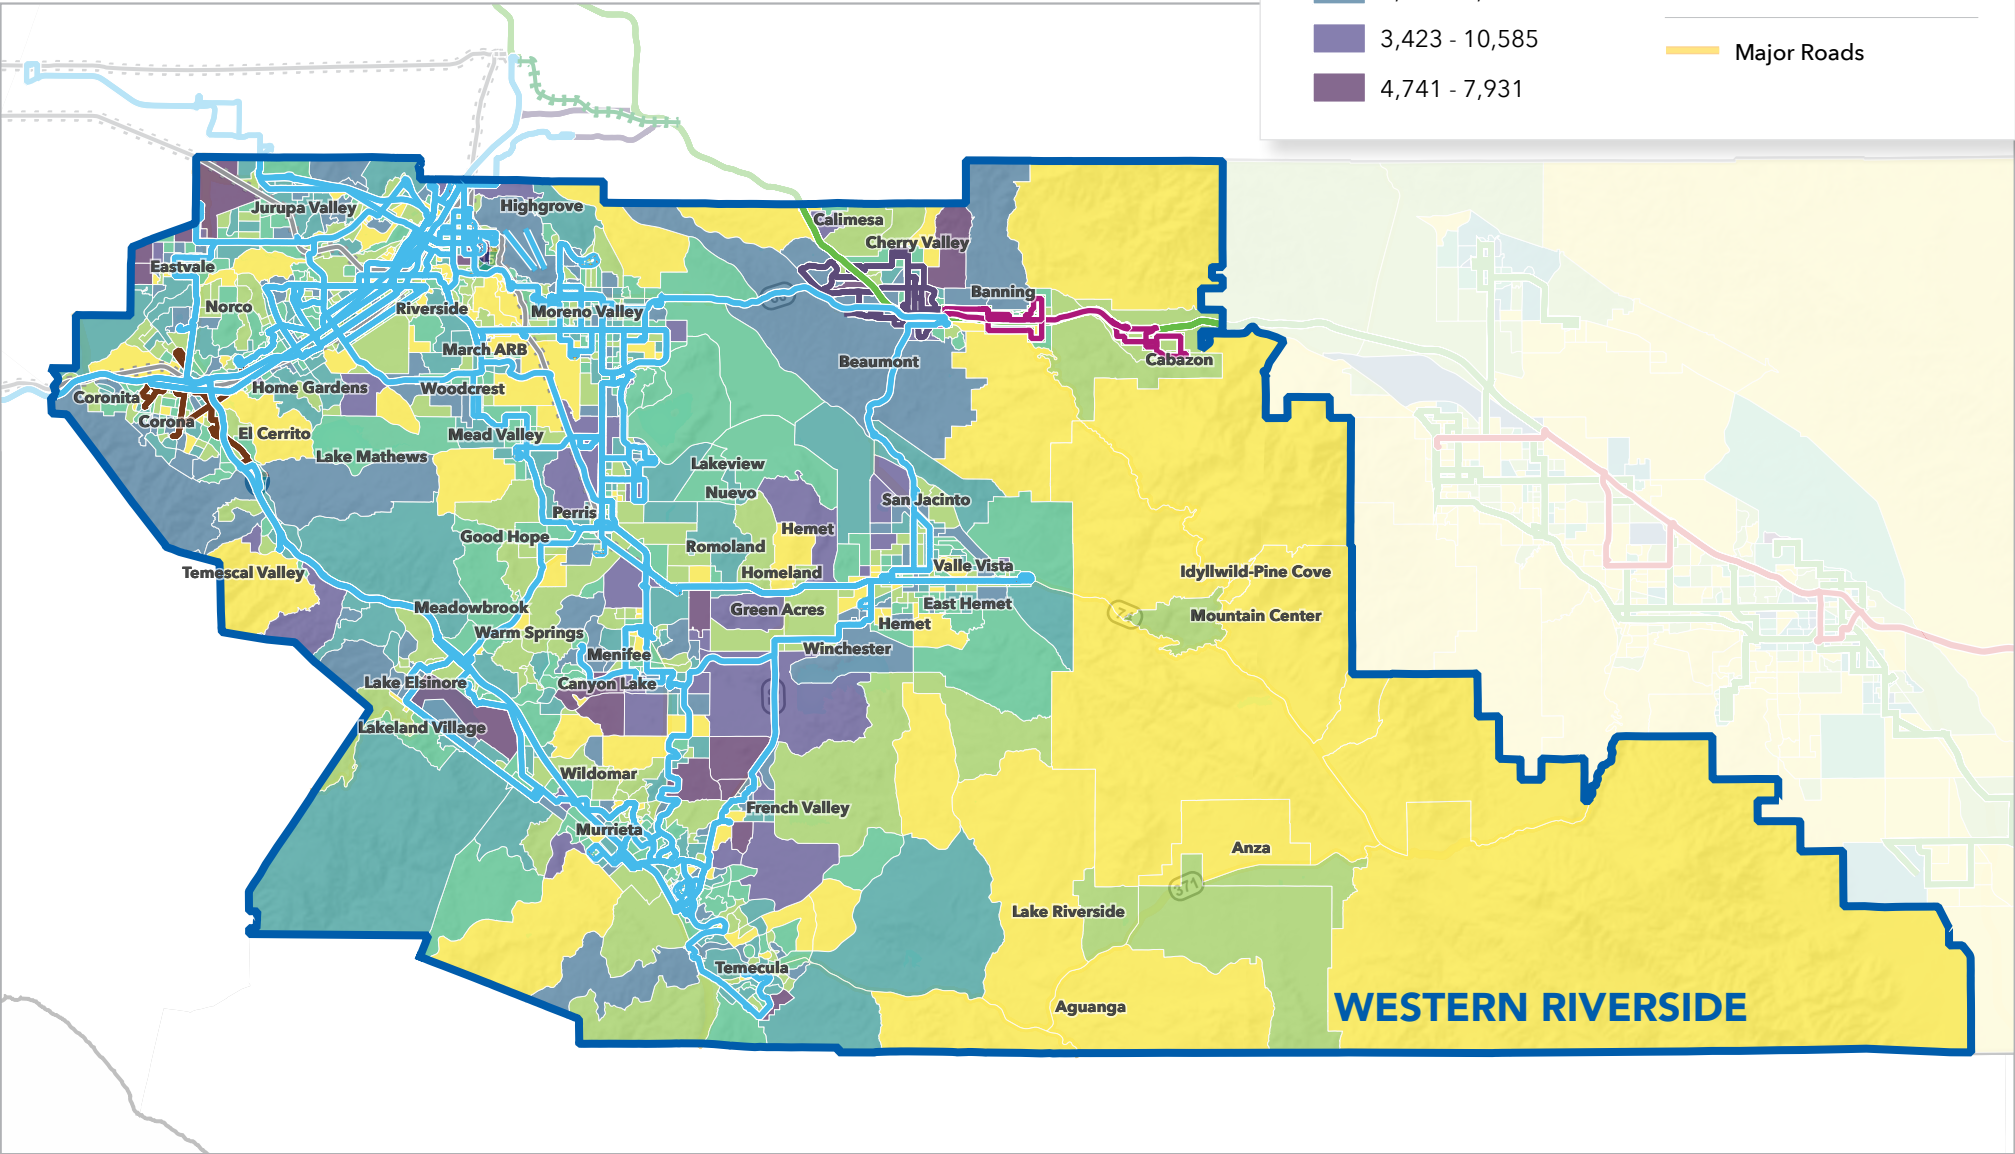 3,423 - 10,585
Major Roads
4,741 - 7,931
Jurupa Valley
Highgrove
Calimesa
Cherry Valley
Eastvale
Banning
Norco
Riverside
Moreno Valley
March ARB
Beaumont
Cabazon
Home Gardens
Woodcrest
Coronita
Corona
El Cerrito
Mead Valley
Lake Mathews
Lakeview
Nuevo
San Jacinto
Perris
Hemet
Good Hope
Romoland
Temescal Valley
Homeland
Valle Vista
Idyllwild-Pine Cove
Meadowbrook
Green Acres
East Hemet
74
Mountain Center
Warm Springs
Hemet
Menifee
Winchester
Lake Elsinore
Canyon Lake
Lakeland Village
Wildomar
French Valley
Murrieta
Anza
371
Lake Riverside
Temecula
Aguanga
WESTERN RIVERSIDE